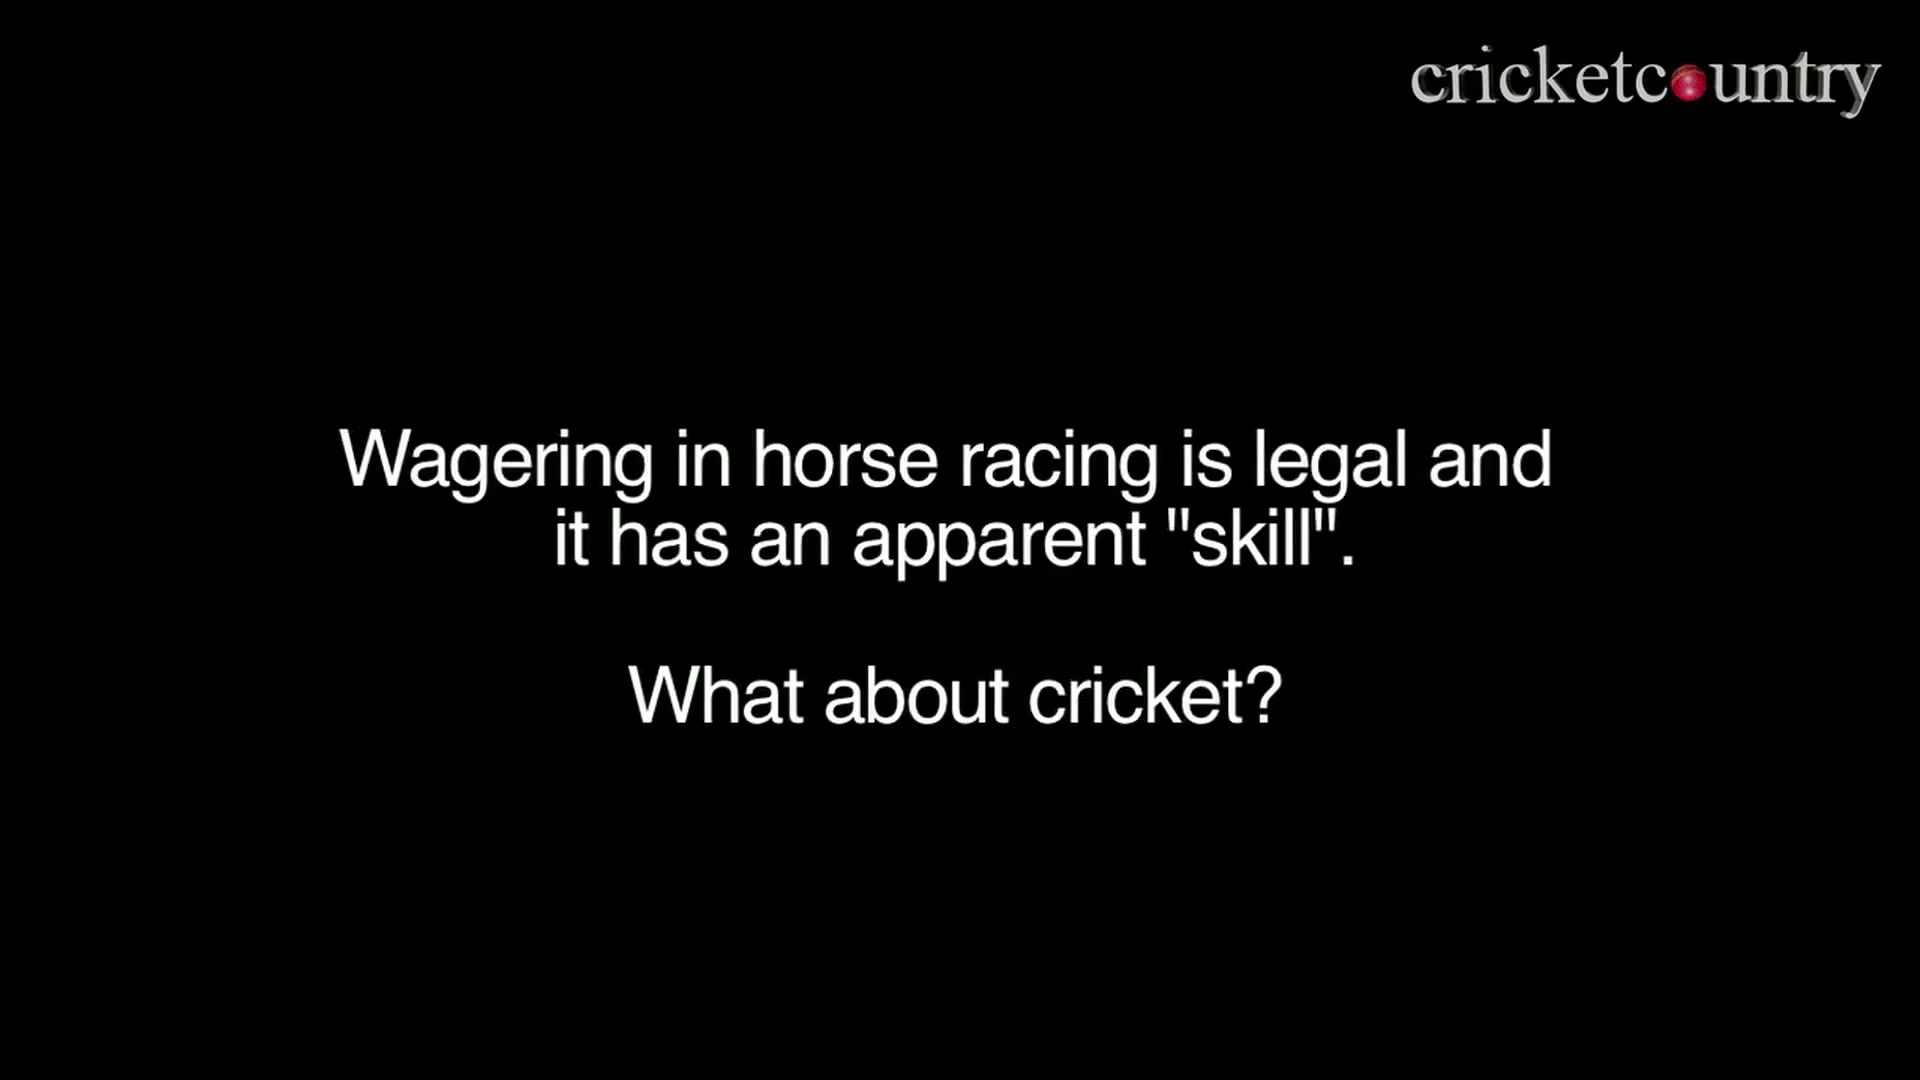 cricketcountry
Wagering in horse racing is legal and
it has an apparent "skill".
What about cricket?